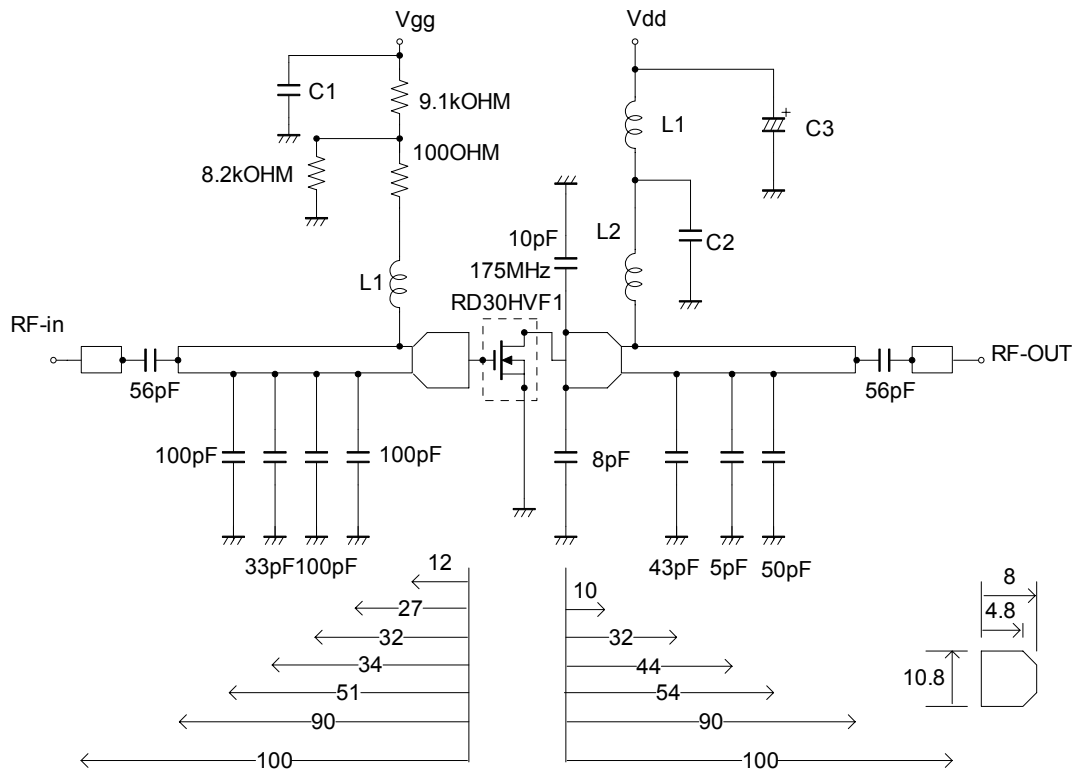 Vgg
Vdd
C1
9.1kOHM
L1
C3
+
8.2kOHM
100OHM
10pF
L2
C2
L1
175MHz
RD30HVF1
RF-in
RF-OUT
56pF
56pF
100pF
100pF
8pF
33pF
100pF
43pF
5pF
50pF
12
10
8
27
4.8
32
32
34
44
10.8
51
54
90
90
100
100